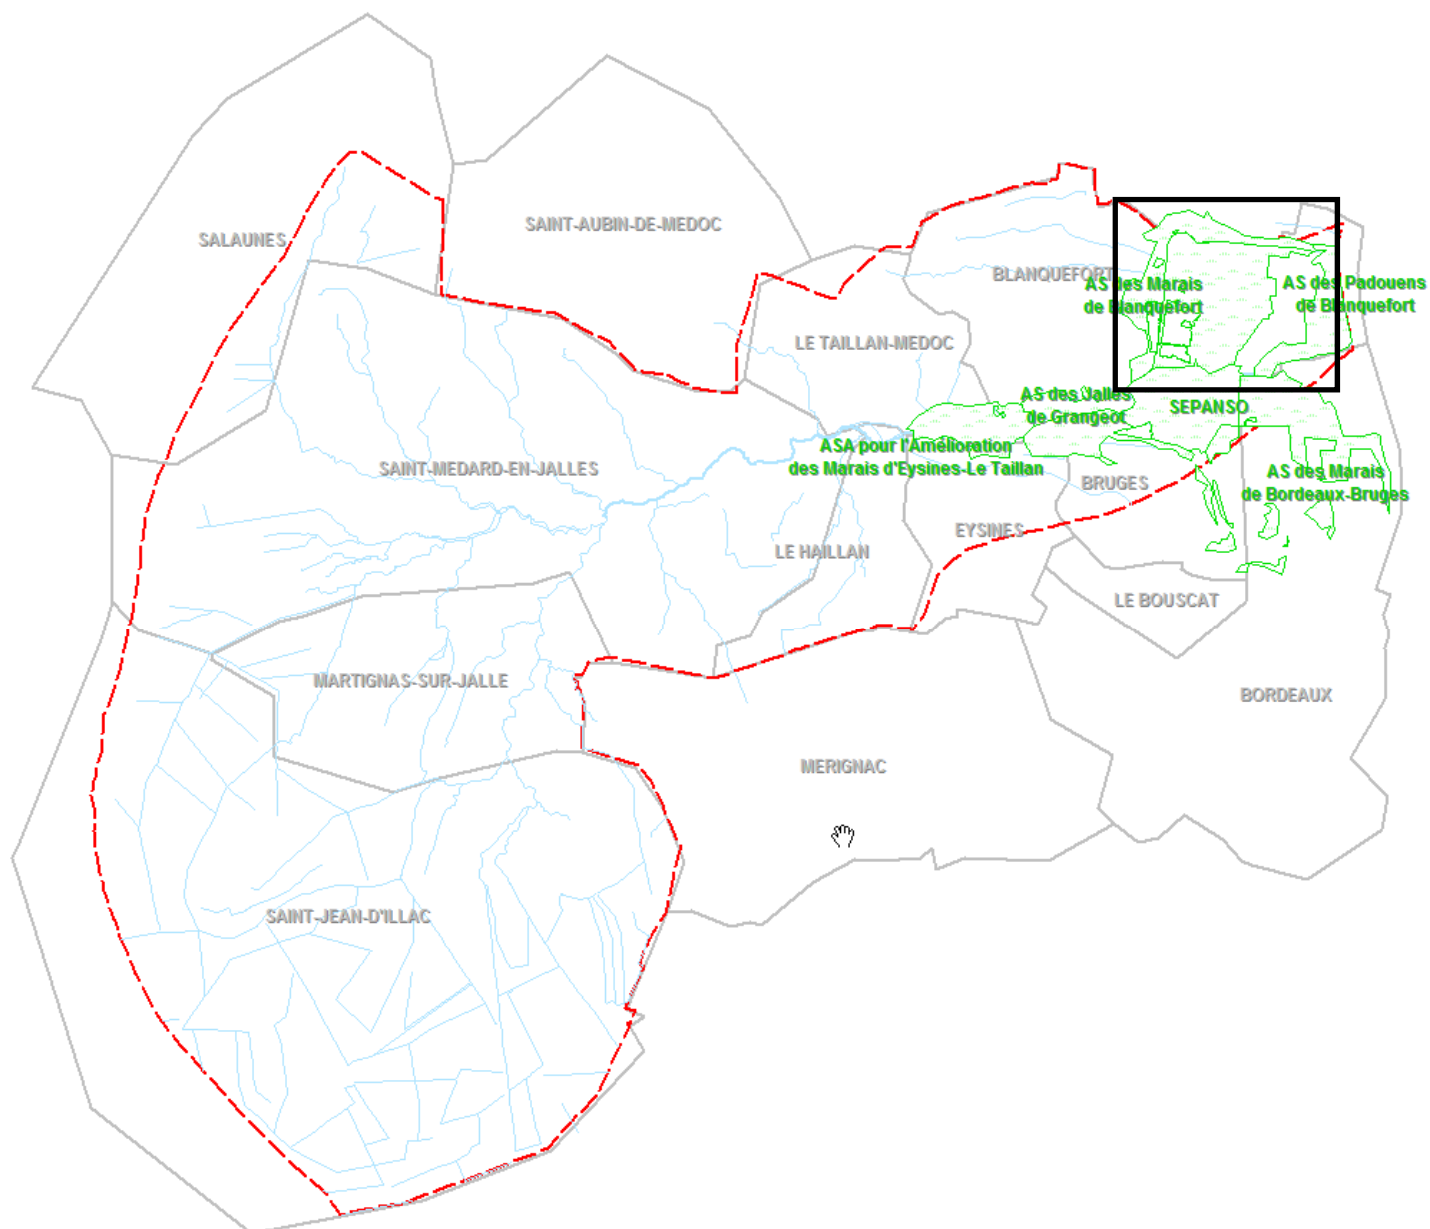 SAINT-AUBIN-DE-MEDOC
SALAUNES
BLANQUEFORT
AS des Marais
de Blanquefort
AS des Padouens
de Blanquefort
LE TAILLAN-MEDOC
AS des Jalles
de Grangeot
SEPANSO
ASA pour l'Amélioration
des Marais d'Eysines-Le Taillan
SAINT-MEDARD-EN-JALLES
AS des Marais
de Bordeaux-Bruges
BRUGES
EYSINES
LE HAILLAN
LE BOUSCAT
MARTIGNAS-SUR-JALLE
BORDEAUX
MERIGNAC
SAINT-JEAN-D'ILLAC